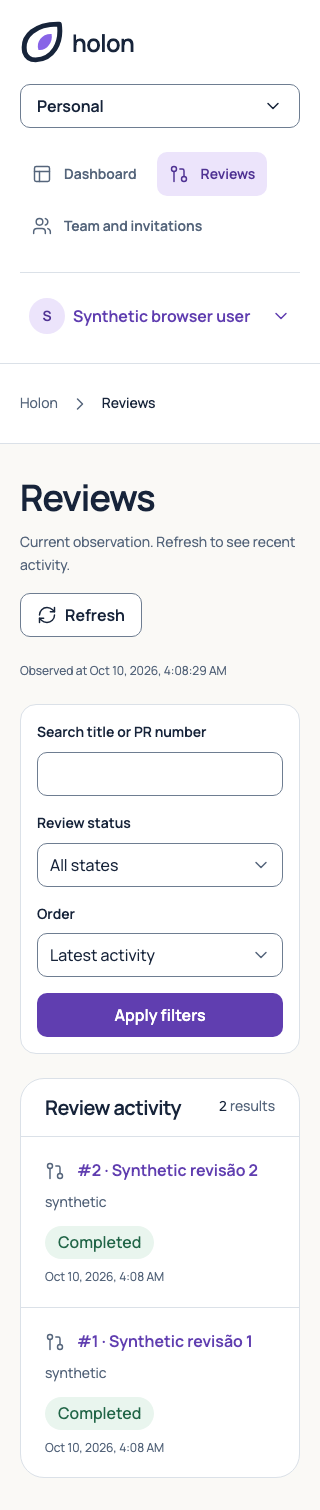 holon
Personal
Dashboard
Reviews
Team and invitations
S
Synthetic browser user
Holon
Reviews
Reviews
Current observation. Refresh to see recent
activity.
Refresh
Observed at Oct 10, 2026, 4:08:29 AM
Search title or PR number
Review status
All states
Order
Latest activity
Apply filters
Review activity
2 results
#2 · Synthetic revisão 2
synthetic
Completed
Oct 10, 2026, 4:08 AM
#1 · Synthetic revisão 1
synthetic
Completed
Oct 10, 2026, 4:08 AM